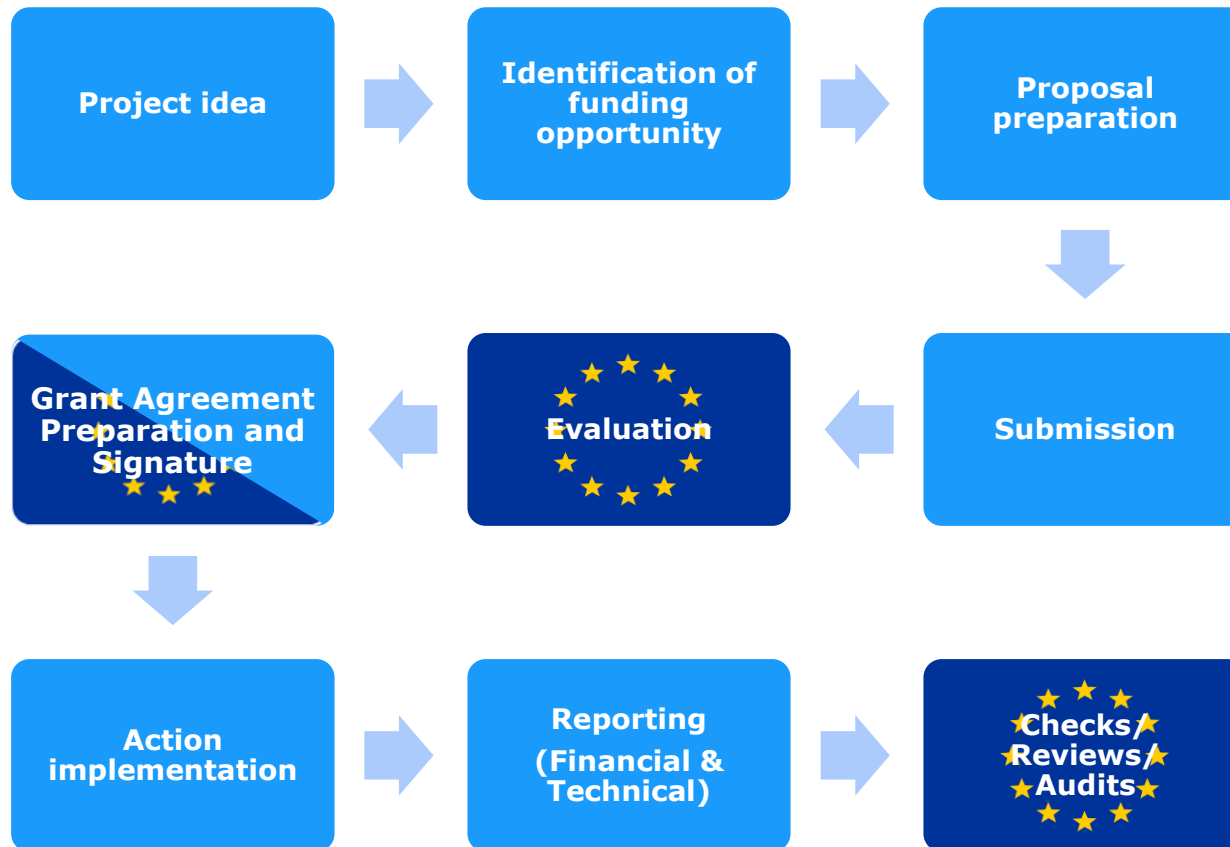 Project idea
Identification of
funding
opportunity
Proposal
preparation
Submission
Evaluation
Grant Agreement
Preparation and
Signature
Action
implementation
Reporting
(Financial &
Technical)
Checks/
Reviews/
Audits